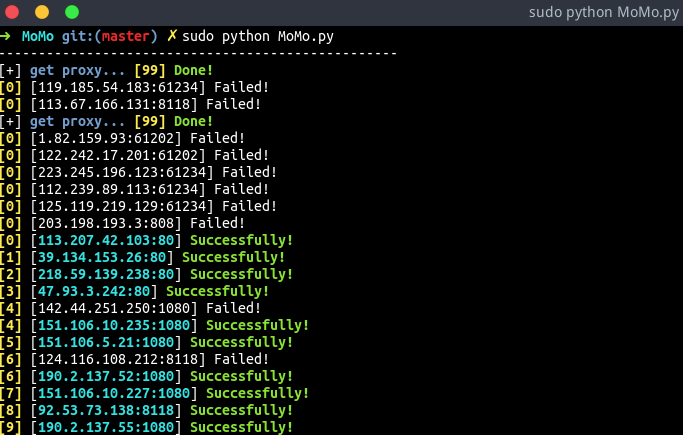 sudo python MoMo.py
➜ MoMo git:(master) ✗ sudo python MoMo.py
--------------------------------------------------
[+] get proxy... [99] Done!
[0] [119.185.54.183:61234] Failed!
[0] [113.67.166.131:8118] Failed!
[+] get proxy... [99] Done!
[0] [1.82.159.93:61202] Failed!
[0] [122.242.17.201:61202] Failed!
[0] [223.245.196.123:61234] Failed!
[0] [112.239.89.113:61234] Failed!
[0] [125.119.219.129:61234] Failed!
[0] [203.198.193.3:808] Failed!
[0] [113.207.42.103:80] Successfully!
[1] [39.134.153.26:80] Successfully!
[2] [218.59.139.238:80] Successfully!
[3] [47.93.3.242:80] Successfully!
[4] [142.44.251.250:1080] Failed!
[4] [151.106.10.235:1080] Successfully!
[5] [151.106.5.21:1080] Successfully!
[6] [124.116.108.212:8118] Failed!
[6] [190.2.137.52:1080] Successfully!
[7] [151.106.10.227:1080] Successfully!
[8] [92.53.73.138:8118] Successfully!
[9] [190.2.137.55:1080] Successfully!